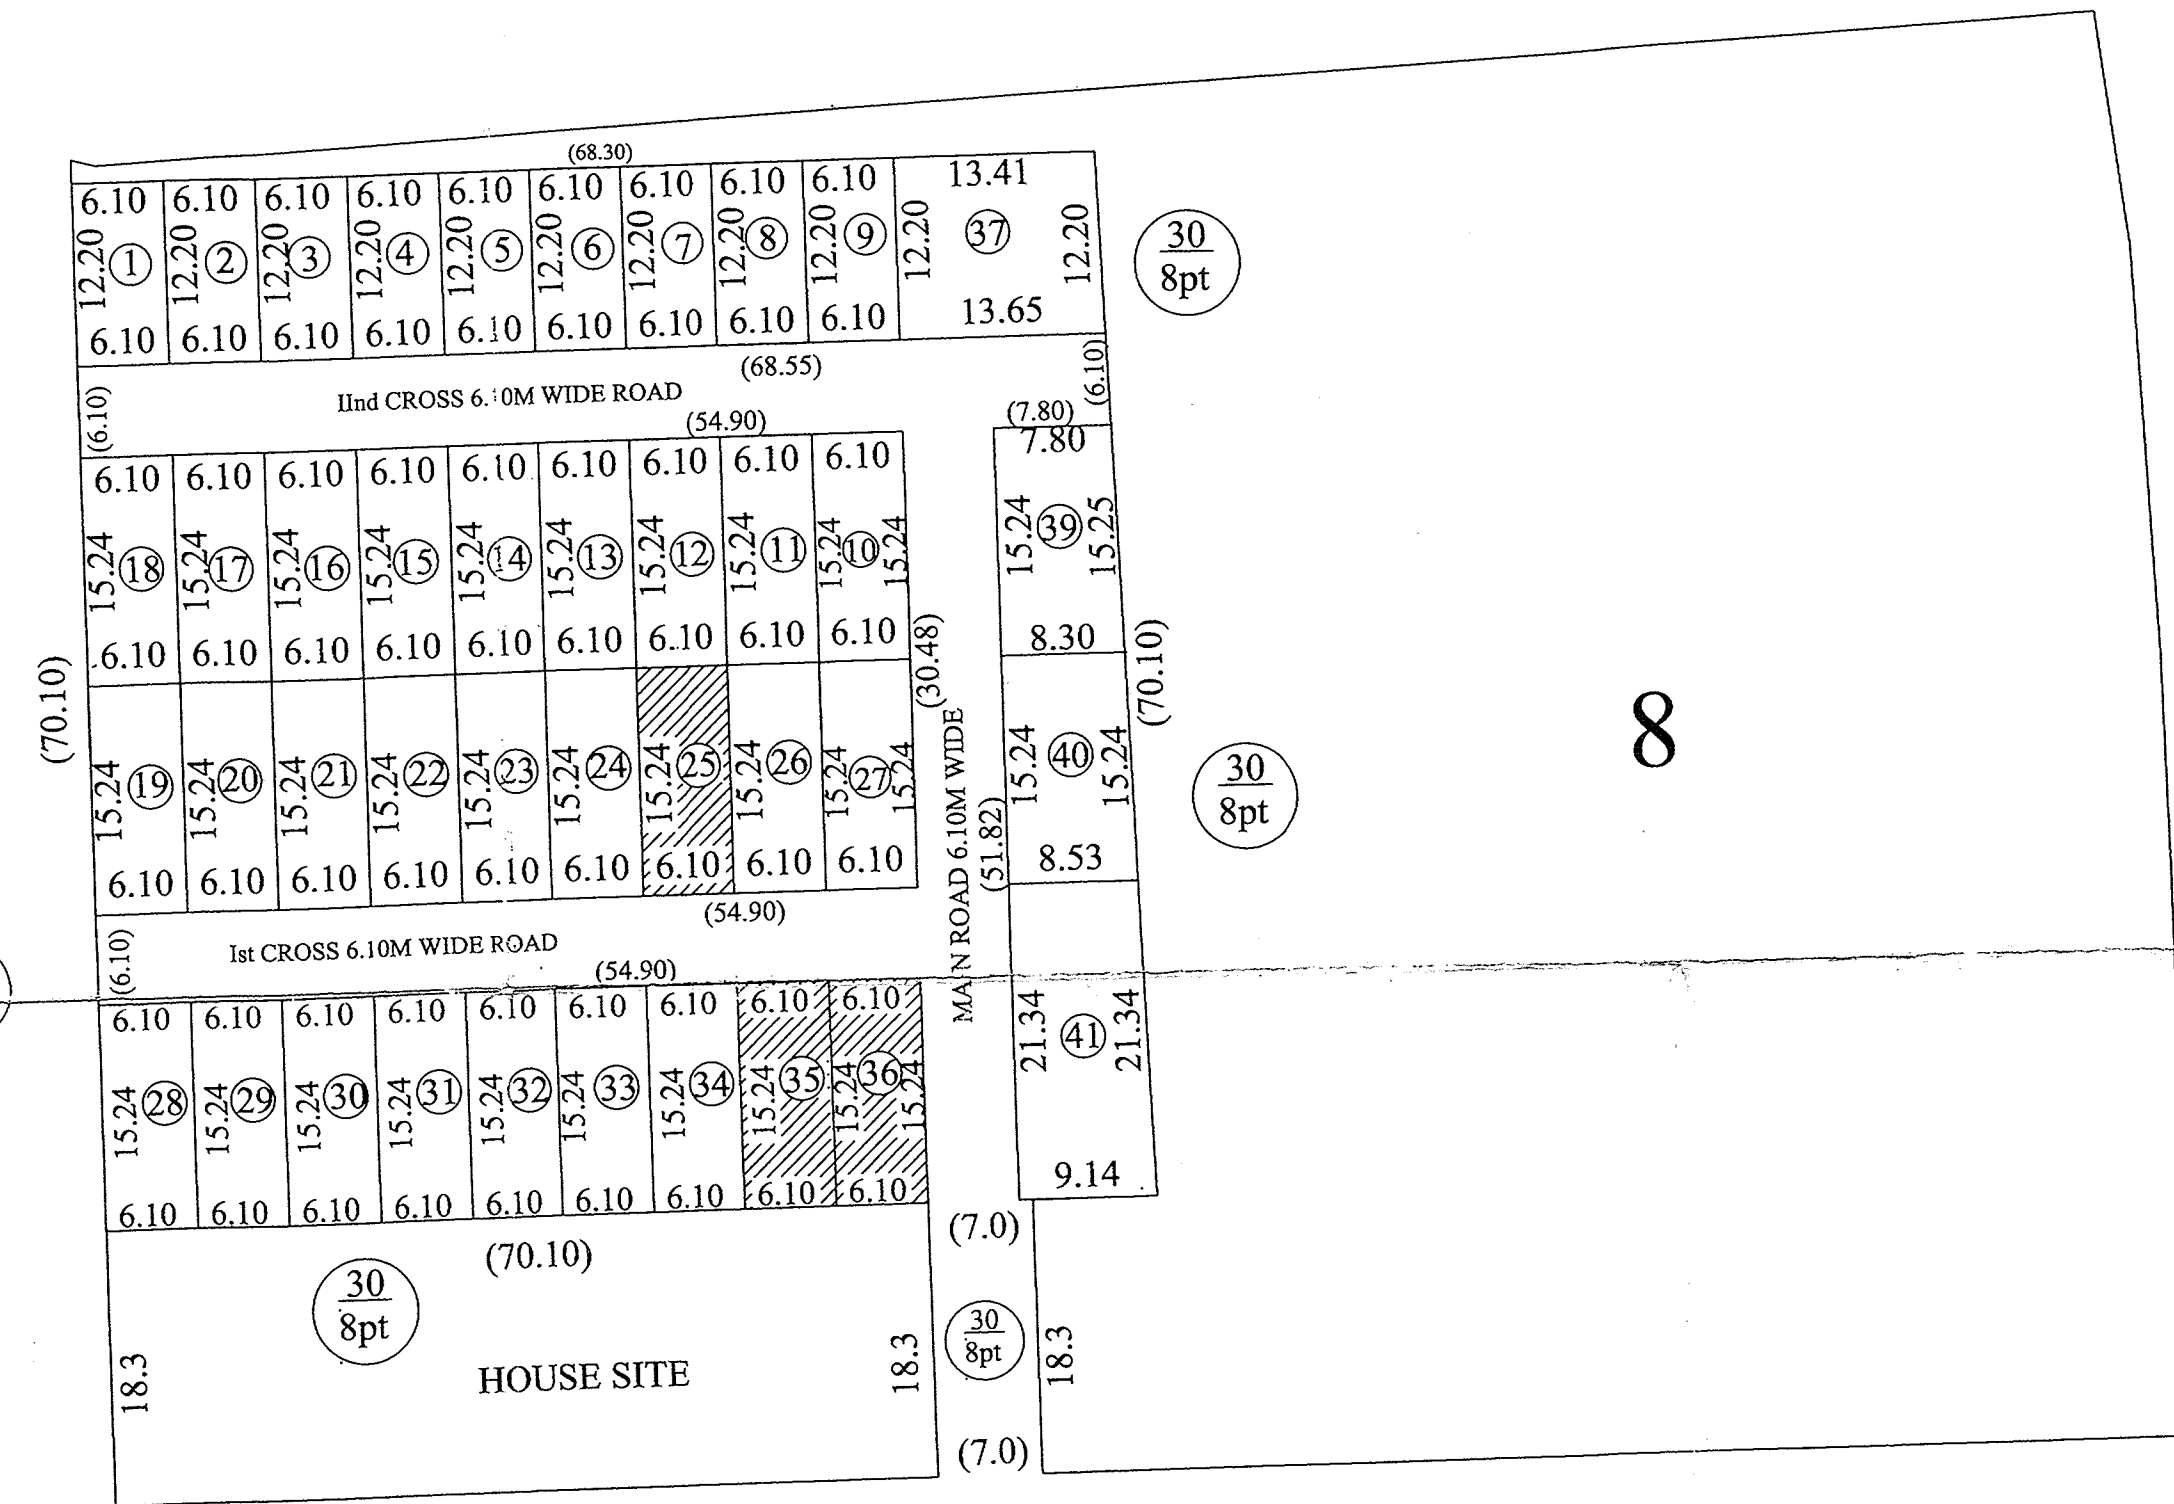 (68.30)
6.10 6.10 6.10 6.10 6.10 6.10 6.10 6.10 6.10 13.41
12.20 1 12.20 2 12.20 3 12.20 4 12.20 5 12.20 6 12.20 7 12.20 8 12.20 9 12.20 37 12.20
30
8pt
6.10 6.10 6.10 6.10 6.10 6.10 6.10 6.10 6.10 13.65
(68.55)
(6.10) IInd CROSS 6.10M WIDE ROAD (6.10)
(54.90) (7.80)
6.10 6.10 6.10 6.10 6.10 6.10 6.10 6.10 6.10 7.80
15.24 18 15.24 17 15.24 16 15.24 15 15.24 14 15.24 13 15.24 12 15.24 11 15.24 10 15.24 15.24 39 15.25
6.10 6.10 6.10 6.10 6.10 6.10 6.10 6.10 6.10 8.30
(70.10) (30.48) (70.10)
8
15.24 19 15.24 20 15.24 21 15.24 22 15.24 23 15.24 24 15.24 25 15.24 26 15.24 27 15.24 15.24 40 15.24
30
8pt
MAIN ROAD 6.10M WIDE
(51.82)
6.10 6.10 6.10 6.10 6.10 6.10 6.10 6.10 6.10 8.53
(54.90)
(6.10) Ist CROSS 6.10M WIDE ROAD
(54.90)
6.10 6.10 6.10 6.10 6.10 6.10 6.10 6.10 6.10
15.24 28 15.24 29 15.24 30 15.24 31 15.24 32 15.24 33 15.24 34 15.24 35 15.24 36 15.24 21.34 41 21.34
6.10 6.10 6.10 6.10 6.10 6.10 6.10 6.10 6.10 9.14
(70.10) (7.0)
30
8pt
30
8pt
18.3 HOUSE SITE 18.3 18.3
(7.0)